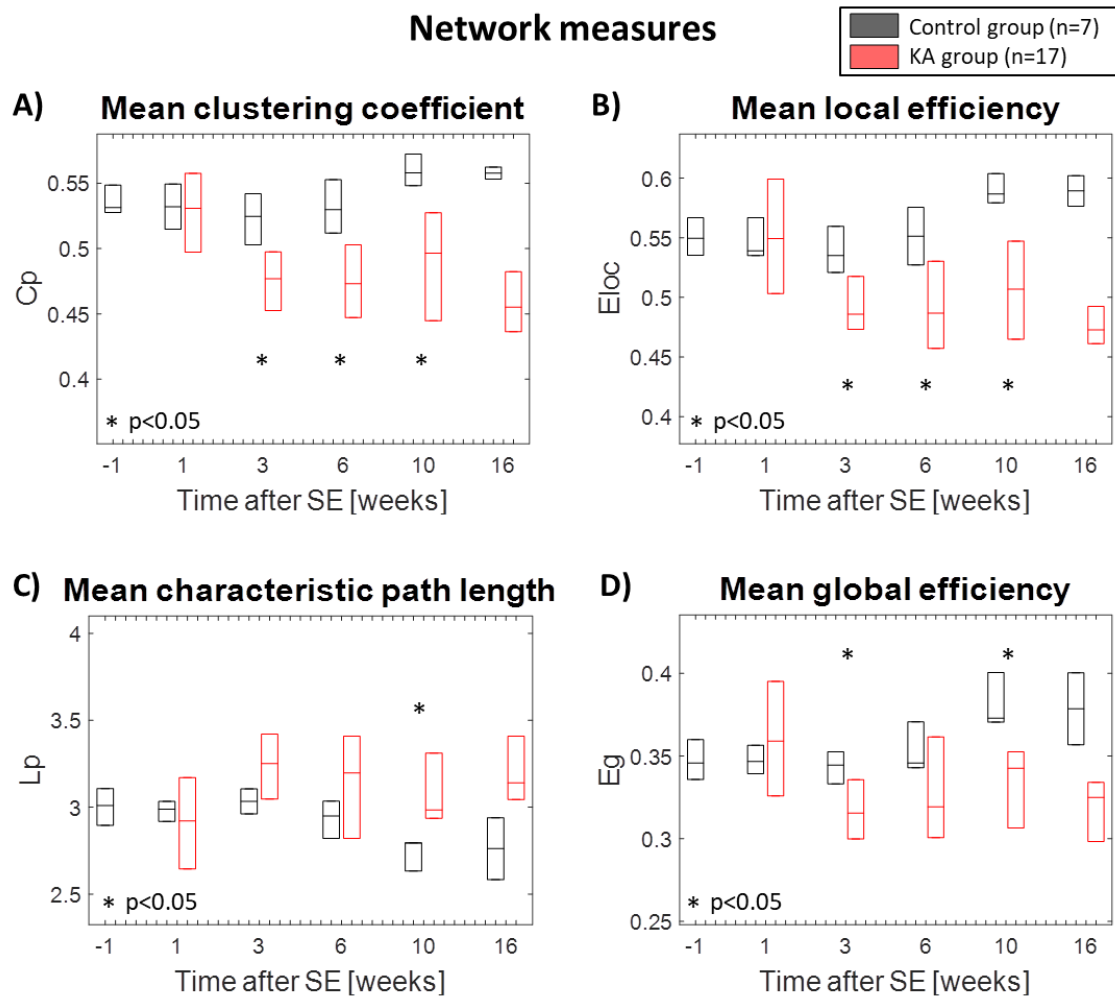 Network measures
Control group (n=7)
KA group (n=17)
A)
Mean clustering coefficient
0.55
0.5
0.45
0.4
Cp
* * *
* p<0.05
-1 1 3 6 10 16
Time after SE [weeks]
B)
Mean local efficiency
0.6
0.55
0.5
0.45
0.4
Eloc
* * *
* p<0.05
-1 1 3 6 10 16
Time after SE [weeks]
C)
Mean characteristic path length
4
3.5
3
2.5
Lp
*
* p<0.05
-1 1 3 6 10 16
Time after SE [weeks]
D)
Mean global efficiency
0.4
0.35
0.3
0.25
Eg
* *
* p<0.05
-1 1 3 6 10 16
Time after SE [weeks]